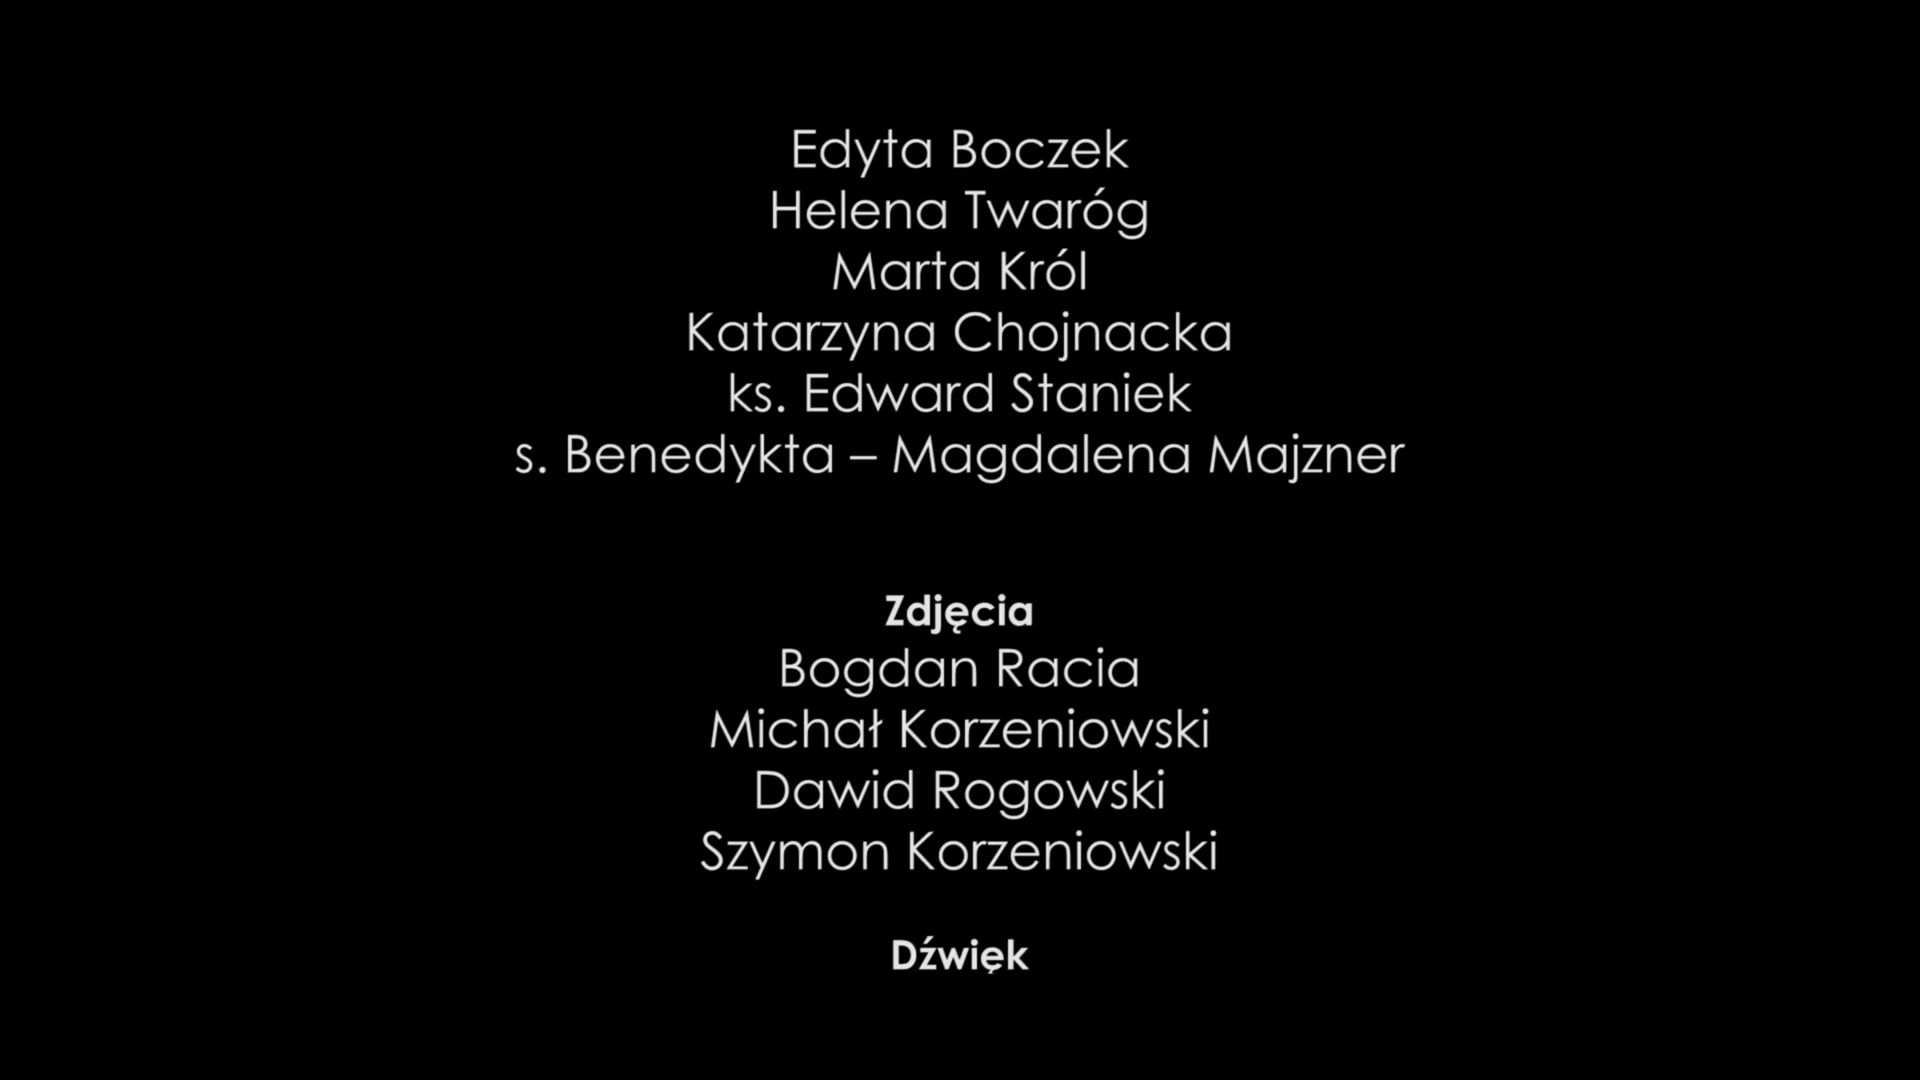 Edyta Boczek
Helena Twaróg
Marta Król
Katarzyna Chojnacka
ks. Edward Staniek
s. Benedykta – Magdalena Majzner
Zdjęcia
Bogdan Racia
Michał Korzeniowski
Dawid Rogowski
Szymon Korzeniowski
Dźwięk